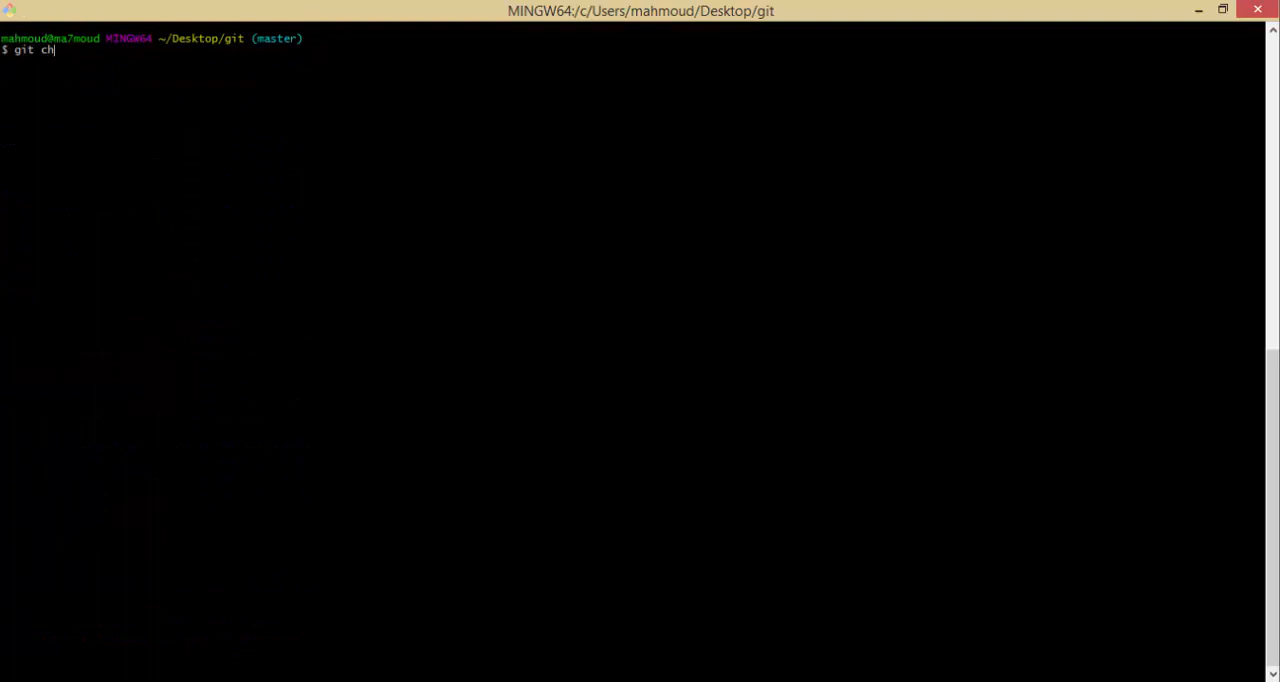 MINGW64:/c/Users/mahmoud/Desktop/git
mahmoud@ma7moud MINGW64 ~/Desktop/git (master)
$ git ch